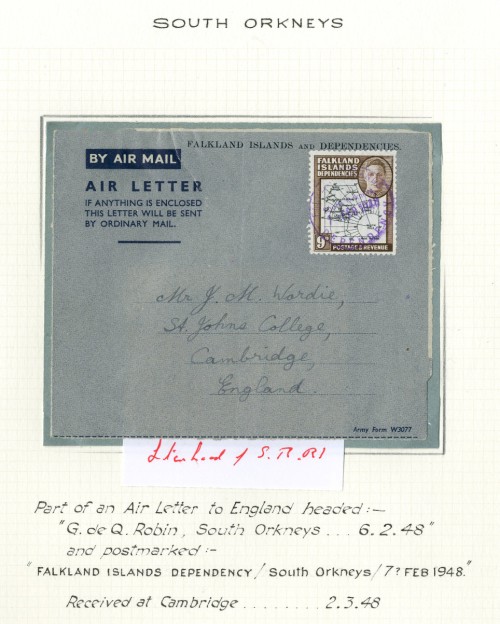 SOUTH ORKNEYS
FALKLAND ISLANDS AND DEPENDENCIES.
BY AIR MAIL
AIR LETTER
IF ANYTHING IS ENCLOSED
THIS LETTER WILL BE SENT
BY ORDINARY MAIL.
FALKLAND
ISLANDS
DEPENDENCIES
9D
POSTAGE & REVENUE
Mr J. M. Wordie,
St. Johns College,
Cambridge,
England.
Army Form W3077
of S.P.RI
Part of an Air Letter to England headed:—
"G. de Q. Robin, South Orkneys ... 6.2.48"
and postmarked:-
"FALKLAND ISLANDS DEPENDENCY/South Orkneys/7? FEB 1948."
Received at Cambridge ........ 2.3.48